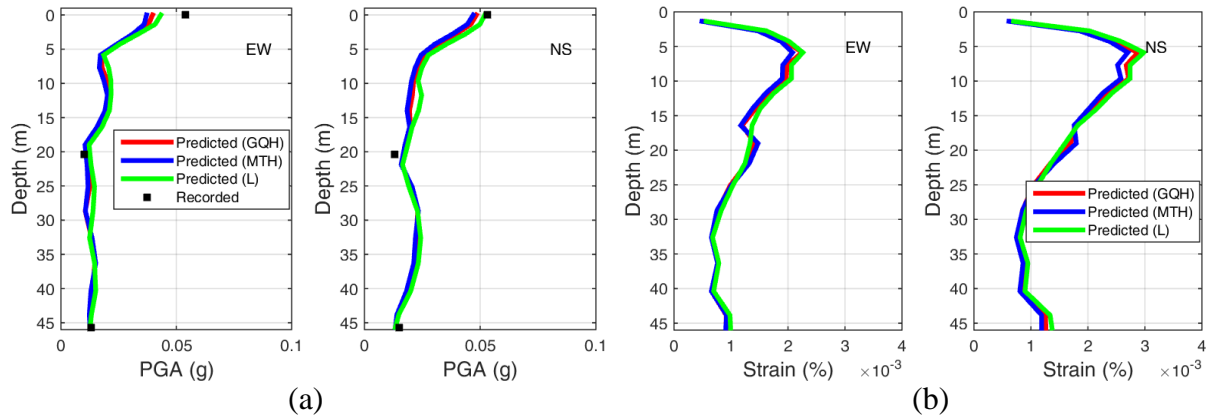 0
5
10
15
20
25
30
35
40
45
Depth (m)
EW
Predicted (GQH)
Predicted (MTH)
Predicted (L)
Recorded
0
0.05
0.1
PGA (g)
0
5
10
15
20
25
30
35
40
45
Depth (m)
NS
0
0.05
0.1
PGA (g)
(a)
0
5
10
15
20
25
30
35
40
45
Depth (m)
EW
0
1
2
3
4
Strain (%)
×10⁻³
0
5
10
15
20
25
30
35
40
45
Depth (m)
NS
Predicted (GQH)
Predicted (MTH)
Predicted (L)
0
1
2
3
4
Strain (%)
×10⁻³
(b)